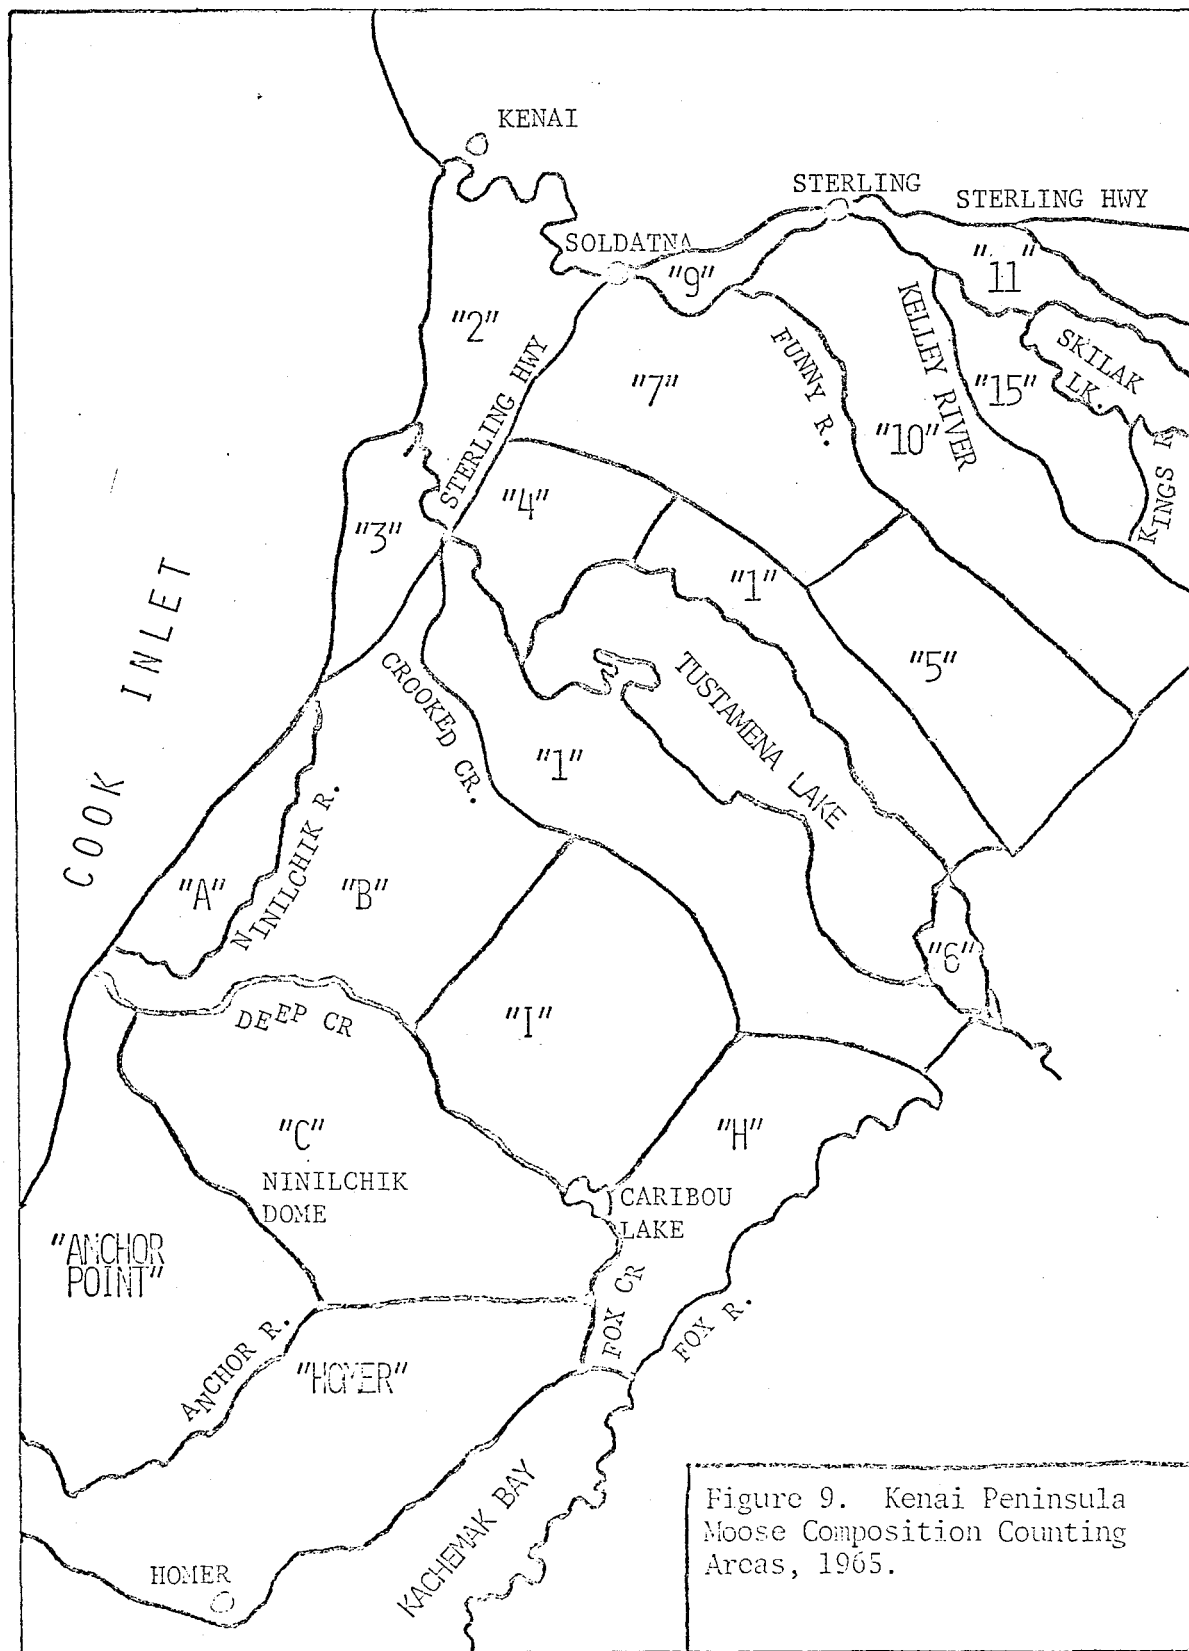 KENAI
STERLING
STERLING HWY
SOLDATNA
"9"
"11"
"2"
STERLING HWY
"7"
FUNNY R.
KELLEY RIVER
SKILAK
LK.
"15"
"10"
KINGS R
"3"
"4"
"1"
"5"
COOK INLET
CROOKED CR.
TUSTAMENA LAKE
"1"
NINILCHIK R.
"A"
"B"
"6"
DEEP CR
"I"
"C"
"H"
NINILCHIK
DOME
CARIBOU
LAKE
"ANCHOR
POINT"
FOX CR
FOX R.
ANCHOR R.
"HOMER"
KACHEMAK BAY
HOMER
Figure 9. Kenai Peninsula
Moose Composition Counting
Areas, 1965.